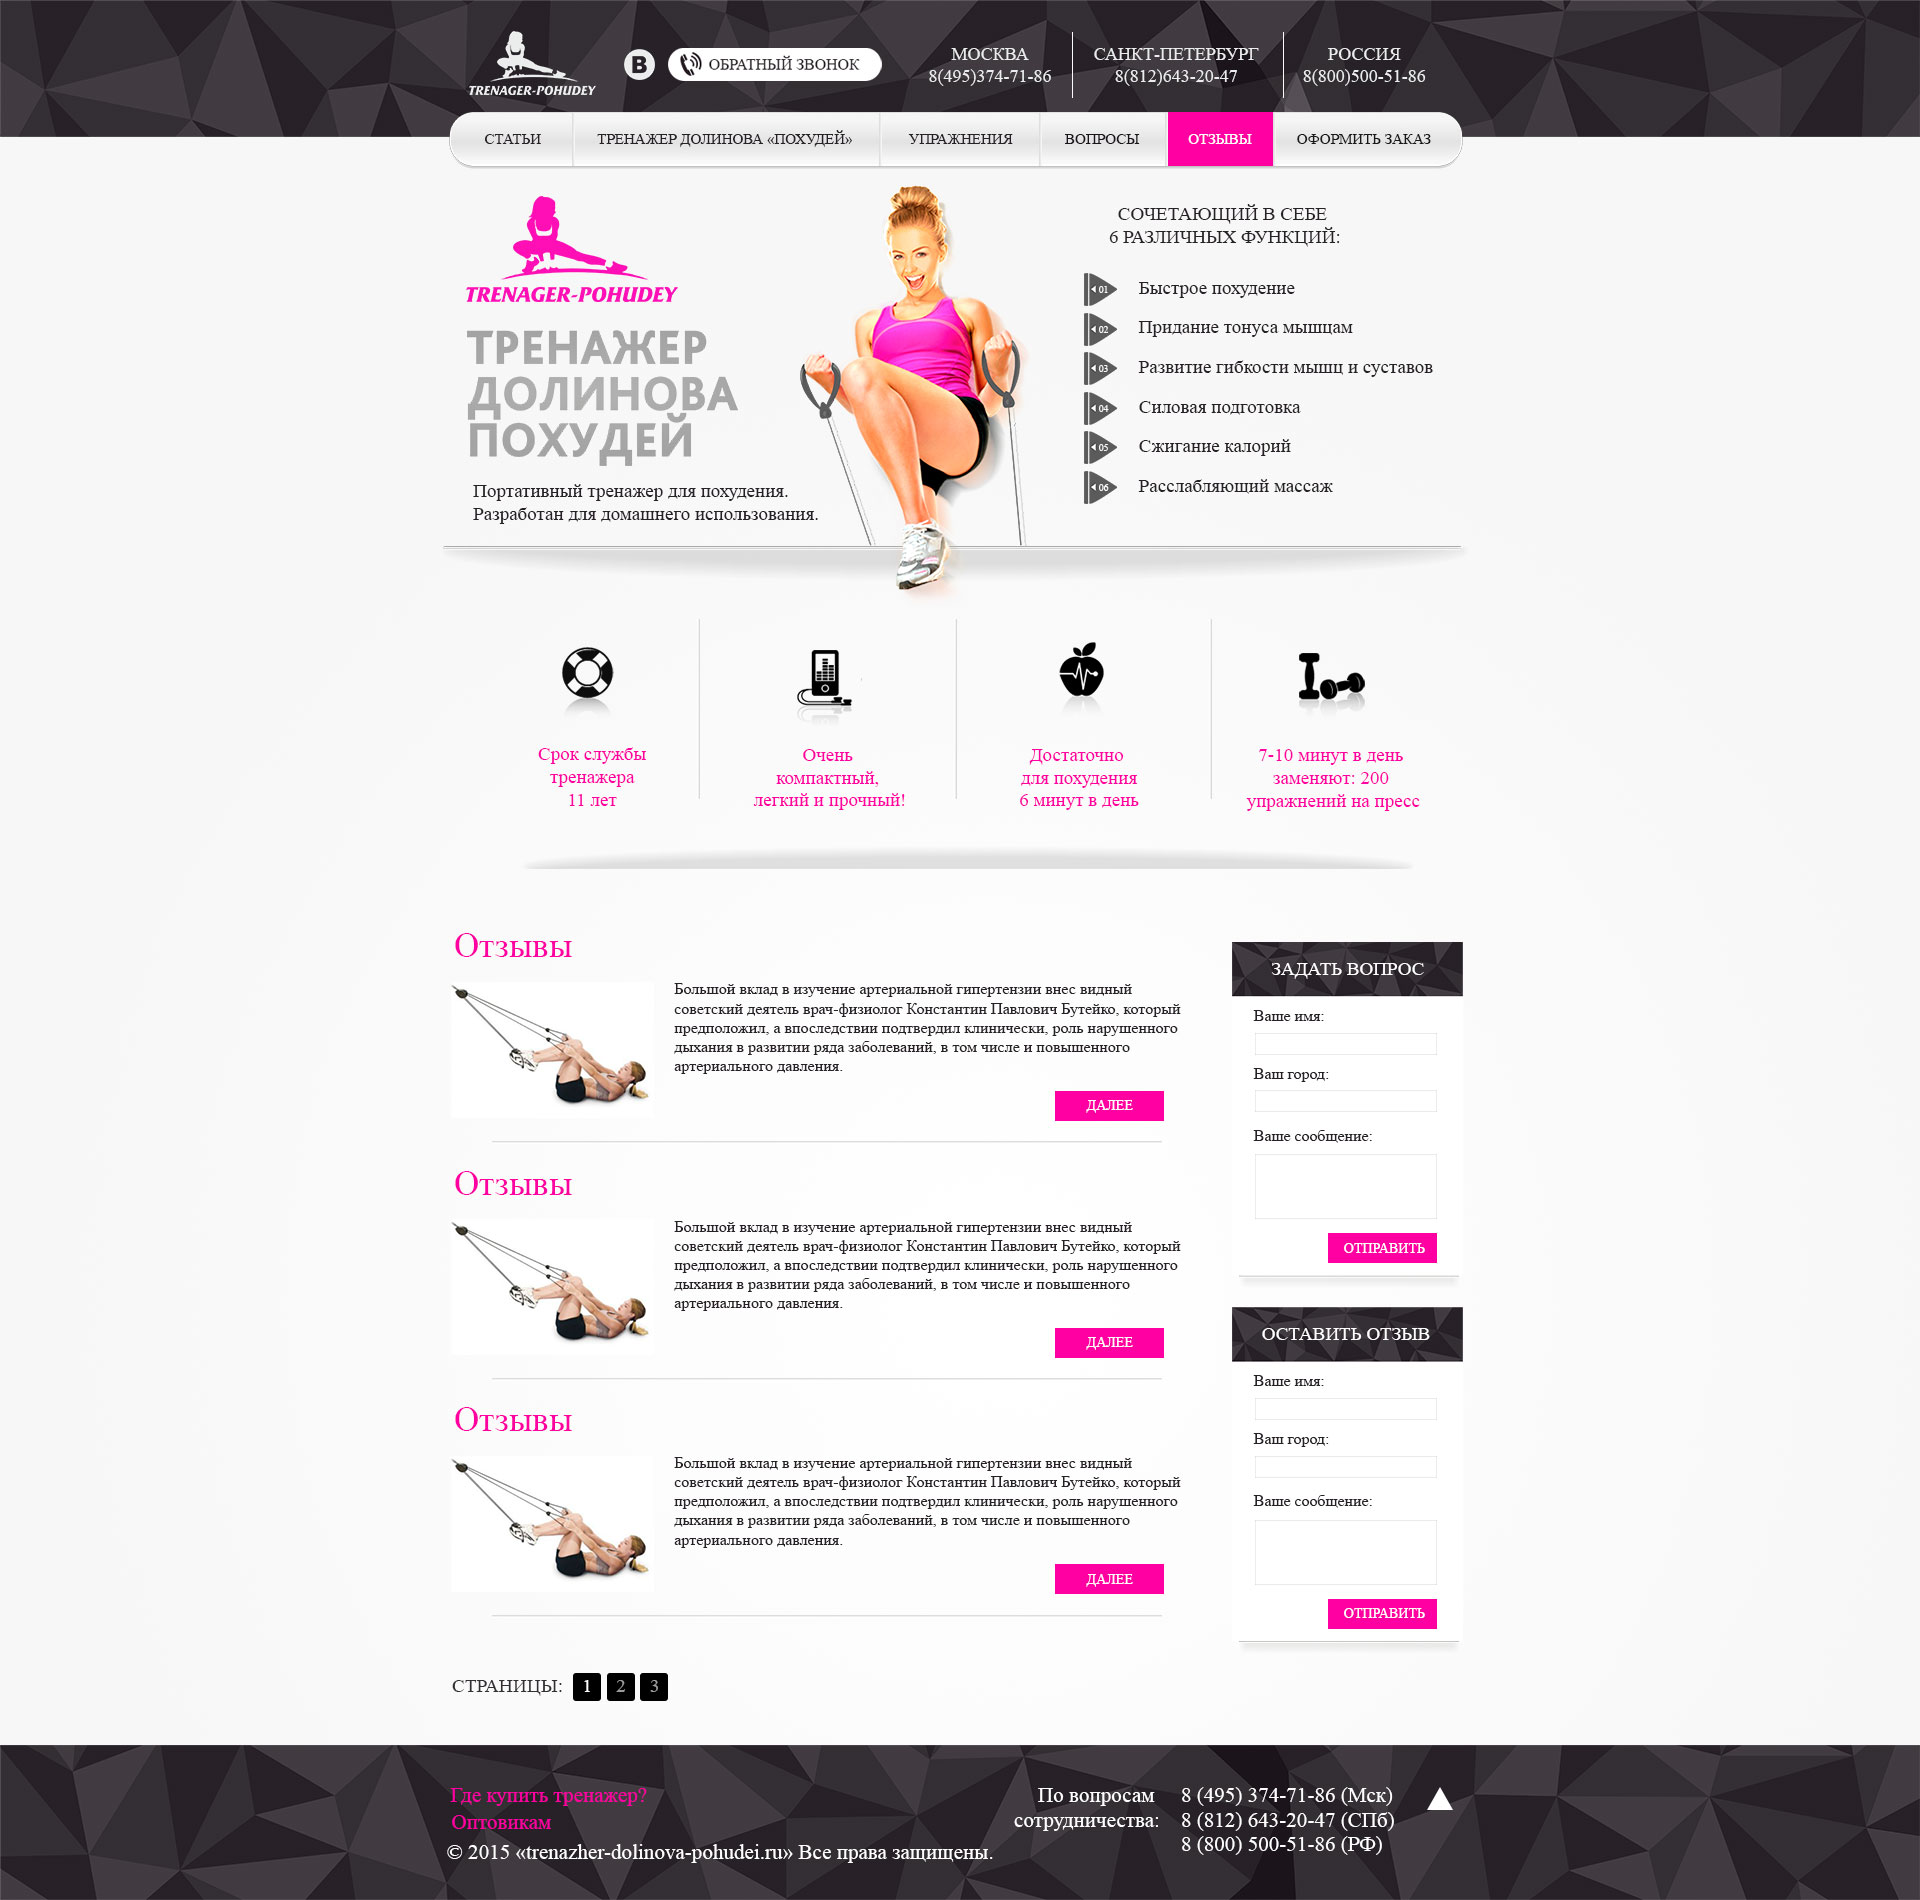 TRENAGER-POHUDEY
В
ОБРАТНЫЙ ЗВОНОК
МОСКВА
8(495)374-71-86
САНКТ-ПЕТЕРБУРГ
8(812)643-20-47
РОССИЯ
8(800)500-51-86
СТАТЬИ
ТРЕНАЖЕР ДОЛИНОВА «ПОХУДЕЙ»
УПРАЖНЕНИЯ
ВОПРОСЫ
ОТЗЫВЫ
ОФОРМИТЬ ЗАКАЗ
TRENAGER-POHUDEY
ТРЕНАЖЕР
ДОЛИНОВА
ПОХУДЕЙ
Портативный тренажер для похудения.
Разработан для домашнего использования.
СОЧЕТАЮЩИЙ В СЕБЕ
6 РАЗЛИЧНЫХ ФУНКЦИЙ:
01 Быстрое похудение
02 Придание тонуса мышцам
03 Развитие гибкости мышц и суставов
04 Силовая подготовка
05 Сжигание калорий
06 Расслабляющий массаж
Срок службы
тренажера
11 лет
Очень
компактный,
легкий и прочный!
Достаточно
для похудения
6 минут в день
7-10 минут в день
заменяют: 200
упражнений на пресс
Отзывы
Большой вклад в изучение артериальной гипертензии внес видный
советский деятель врач-физиолог Константин Павлович Бутейко, который
предположил, а впоследствии подтвердил клинически, роль нарушенного
дыхания в развитии ряда заболеваний, в том числе и повышенного
артериального давления.
ДАЛЕЕ
Отзывы
Большой вклад в изучение артериальной гипертензии внес видный
советский деятель врач-физиолог Константин Павлович Бутейко, который
предположил, а впоследствии подтвердил клинически, роль нарушенного
дыхания в развитии ряда заболеваний, в том числе и повышенного
артериального давления.
ДАЛЕЕ
Отзывы
Большой вклад в изучение артериальной гипертензии внес видный
советский деятель врач-физиолог Константин Павлович Бутейко, который
предположил, а впоследствии подтвердил клинически, роль нарушенного
дыхания в развитии ряда заболеваний, в том числе и повышенного
артериального давления.
ДАЛЕЕ
СТРАНИЦЫ: 1 2 3
ЗАДАТЬ ВОПРОС
Ваше имя:
Ваш город:
Ваше сообщение:
ОТПРАВИТЬ
ОСТАВИТЬ ОТЗЫВ
Ваше имя:
Ваш город:
Ваше сообщение:
ОТПРАВИТЬ
Где купить тренажер?
Оптовикам
© 2015 «trenazher-dolinova-pohudei.ru» Все права защищены.
По вопросам
сотрудничества:
8 (495) 374-71-86 (Мск)
8 (812) 643-20-47 (СПб)
8 (800) 500-51-86 (РФ)